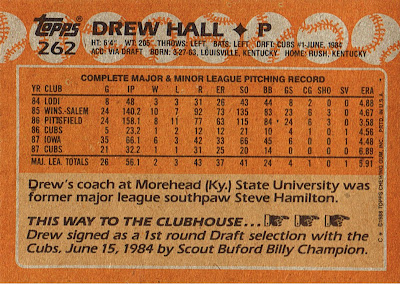 Topps
262
DREW HALL ✦ P
HT: 6'4" WT: 205 THROWS: LEFT BATS: LEFT DRAFT: CUBS #1-JUNE, 1984
ACQ: VIA DRAFT BORN: 3-27-63, LOUISVILLE, KENTUCKY HOME: RUSH, KENTUCKY
COMPLETE MAJOR & MINOR LEAGUE PITCHING RECORD
YR CLUB G IP W L R ER SO BB GS CG SHO SV ERA
84 LODI 8 48. 3 3 31 26 43 44 8 2 0 0 4.88
85 WINS-SALEM 24 140.2 10 7 92 73 135 83 23 6 3 0 4.67
86 PITTSFIELD 24 158.1 8 11 77 63 115 84 0 3.58
86 CUBS 5 23.2 1 2 12 12 21 10 4 1 0 1 4.56
87 IOWA 35 66.1 6 3 42 33 66 45 0 0 0 4.48
87 CUBS 21 32.2 1 1 31 25 20 14 0 0 0 0 6.89
MAJ. LEA. TOTALS 26 56.1 2 3 43 37 41 24 4 1 0 1 5.91
Drew's coach at Morehead (Ky.) State University was
former major league southpaw Steve Hamilton.
THIS WAY TO THE CLUBHOUSE...
Drew signed as a 1st round Draft selection with the
Cubs, June 15, 1984 by Scout Buford Billy Champion.
© 1988 TOPPS CHEWING GUM, INC. PRTD. IN U.S.A.